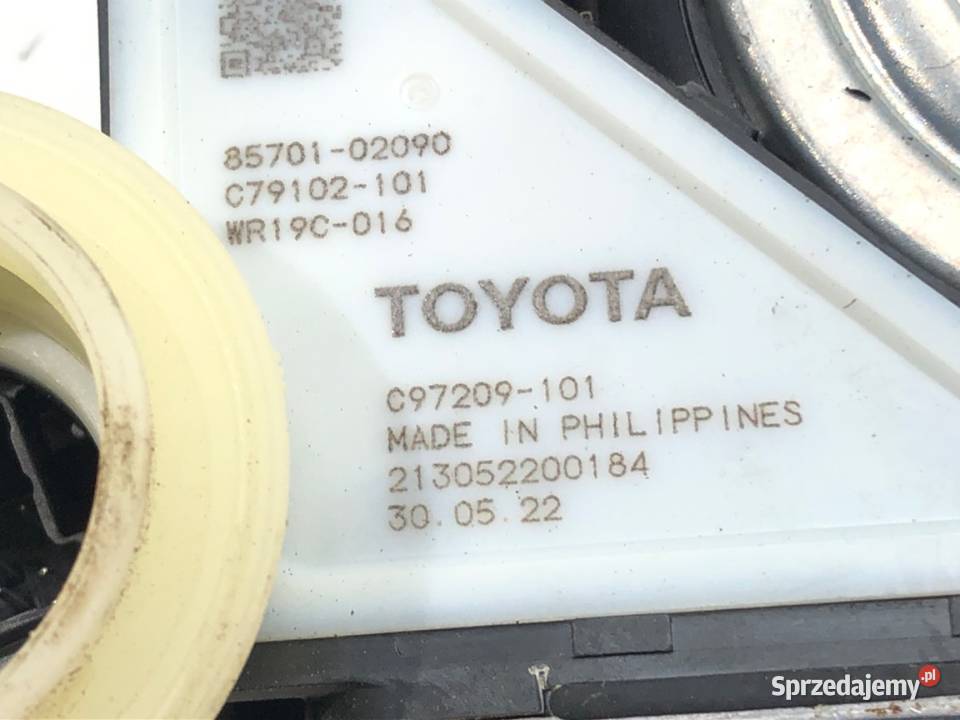 85701-02090
C79102-101
WR19C-016
TOYOTA
C97209-101
MADE IN PHILIPPINES
213052200184
30.05.22
Sprzedajemy.pl